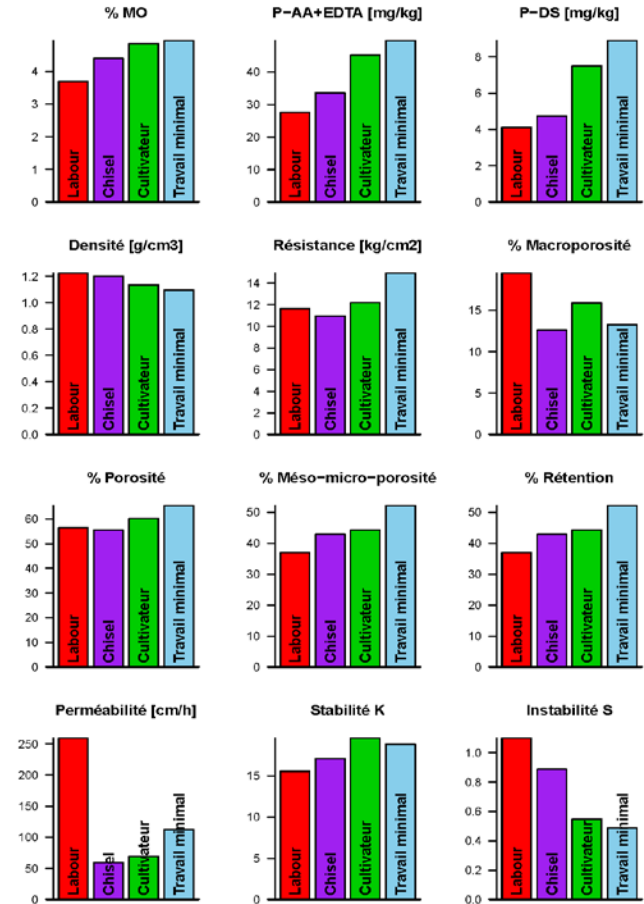 % MO
P−AA+EDTA [mg/kg]
P−DS [mg/kg]
4
3
2
1
0
Labour
Chisel
Cultivateur
Travail minimal
40
30
20
10
0
Labour
Chisel
Cultivateur
Travail minimal
8
6
4
2
0
Labour
Chisel
Cultivateur
Travail minimal
Densité [g/cm3]
Résistance [kg/cm2]
% Macroporosité
1.2
1.0
0.8
0.6
0.4
0.2
0.0
Labour
Chisel
Cultivateur
Travail minimal
14
12
10
8
6
4
2
0
Labour
Chisel
Cultivateur
Travail minimal
15
10
5
0
Labour
Chisel
Cultivateur
Travail minimal
% Porosité
% Méso−micro−porosité
% Rétention
60
50
40
30
20
10
0
Labour
Chisel
Cultivateur
Travail minimal
50
40
30
20
10
0
Labour
Chisel
Cultivateur
Travail minimal
50
40
30
20
10
0
Labour
Chisel
Cultivateur
Travail minimal
Perméabilité [cm/h]
Stabilité K
Instabilité S
250
200
150
100
50
0
Labour
Chisel
Cultivateur
Travail minimal
15
10
5
0
Labour
Chisel
Cultivateur
Travail minimal
1.0
0.8
0.6
0.4
0.2
0.0
Labour
Chisel
Cultivateur
Travail minimal